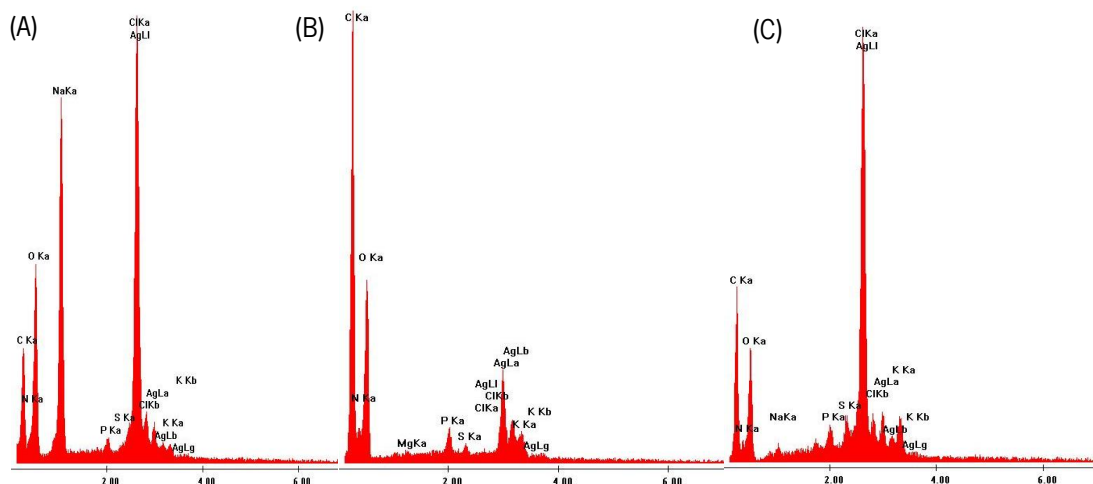 (A)
ClKa
AgLl
NaKa
O Ka
C Ka
N Ka
P Ka
S Ka
AgLa
ClKb
K Kb
K Ka
AgLb
AgLg
2.00
4.00
6.00
(B)
C Ka
O Ka
N Ka
MgKa
P Ka
S Ka
AgLb
AgLa
AgLl
ClKb
ClKa
K Kb
K Ka
AgLg
2.00
4.00
6.00
(C)
ClKa
AgLl
C Ka
O Ka
N Ka
NaKa
P Ka
S Ka
K Ka
AgLa
ClKb
K Kb
AgLb
AgLg
2.00
4.00
6.00